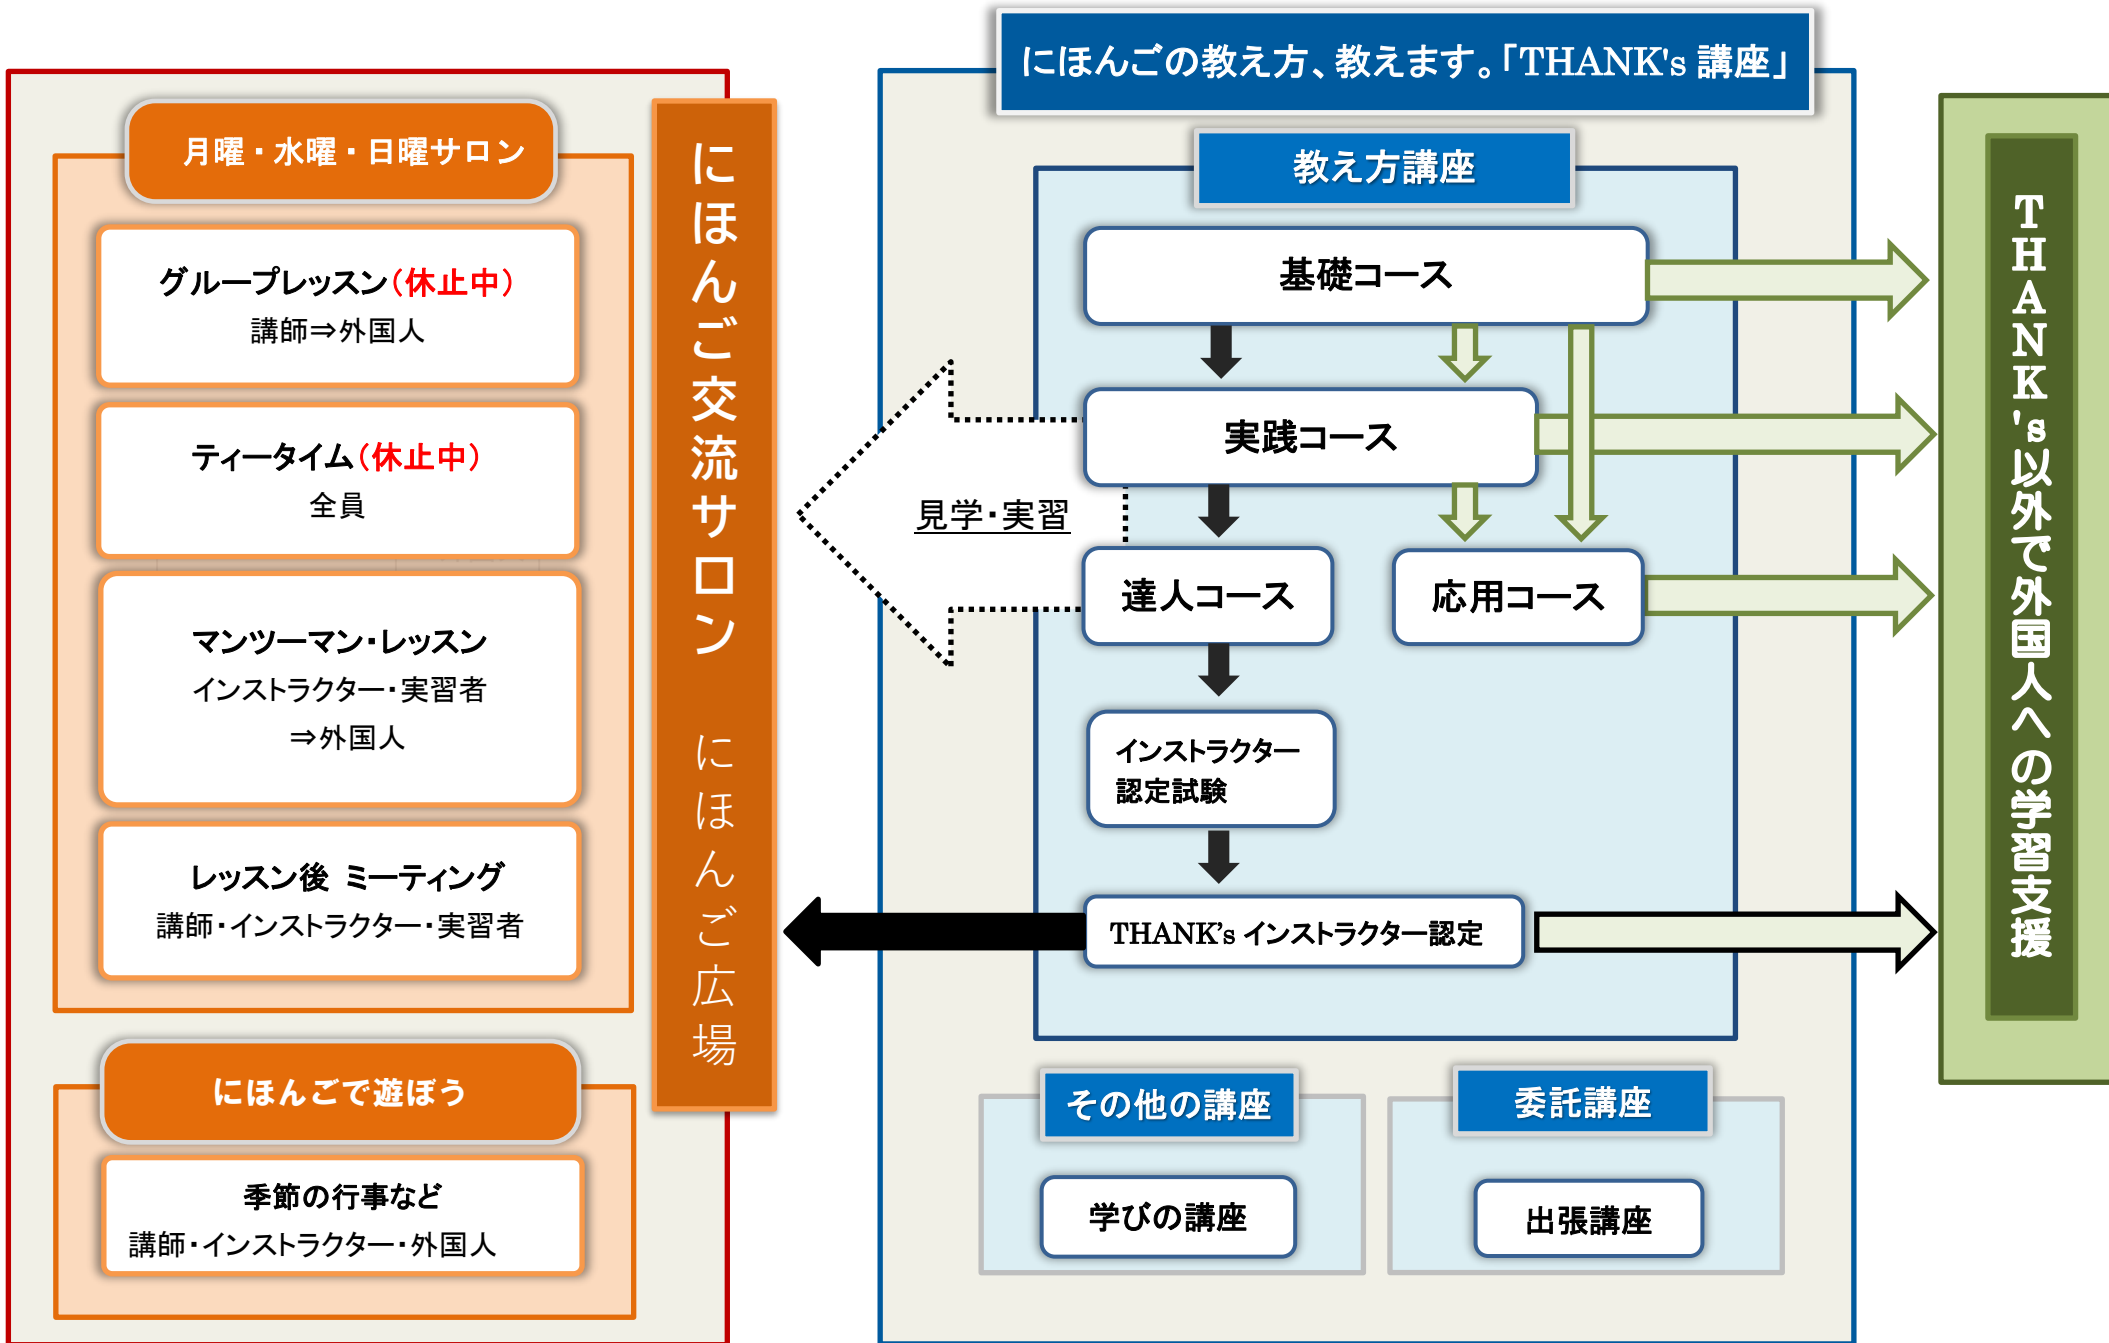 にほんごの教え方、教えます。「THANK's 講座」
月曜・水曜・日曜サロン
グループレッスン(休止中)
講師⇒外国人
ティータイム(休止中)
全員
マンツーマン・レッスン
インストラクター・実習者
⇒外国人
レッスン後 ミーティング
講師・インストラクター・実習者
にほんごで遊ぼう
季節の行事など
講師・インストラクター・外国人
にほんご交流サロン にほんご広場
見学・実習
教え方講座
基礎コース
実践コース
達人コース
応用コース
インストラクター
認定試験
THANK's インストラクター認定
その他の講座
学びの講座
委託講座
出張講座
THANK's以外で外国人への学習支援